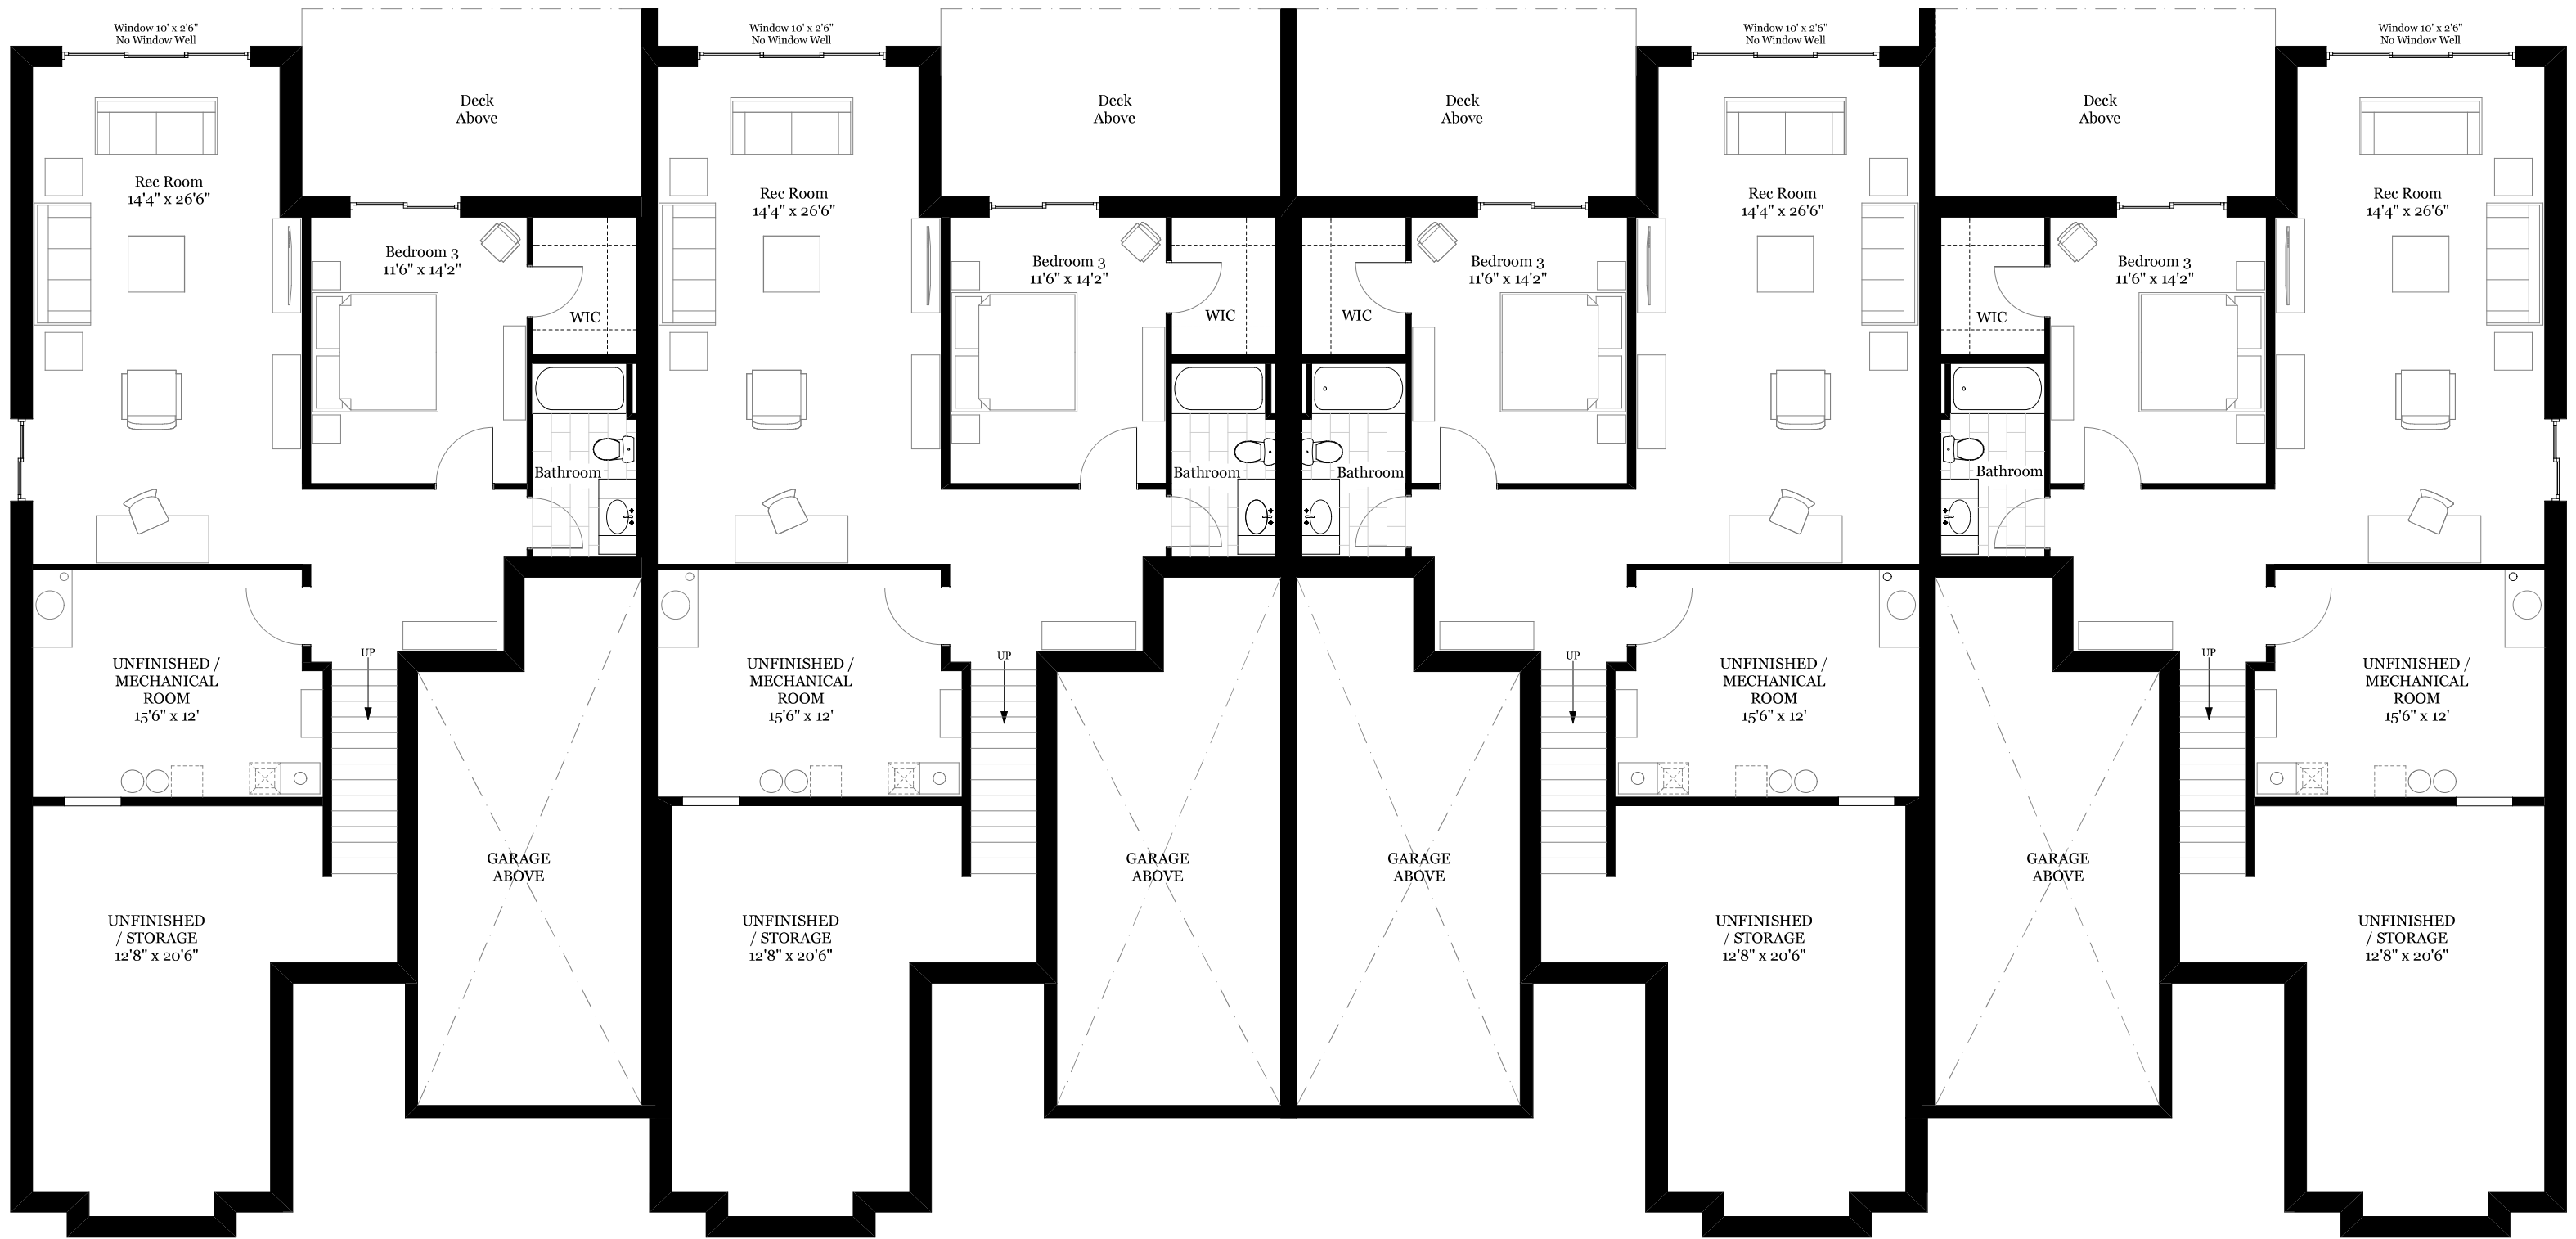 Window 10' x 2'6"
No Window Well
Window 10' x 2'6"
No Window Well
Window 10' x 2'6"
No Window Well
Window 10' x 2'6"
No Window Well
Deck
Above
Deck
Above
Deck
Above
Deck
Above
Rec Room
14'4" x 26'6"
Rec Room
14'4" x 26'6"
Rec Room
14'4" x 26'6"
Rec Room
14'4" x 26'6"
Bedroom 3
11'6" x 14'2"
Bedroom 3
11'6" x 14'2"
Bedroom 3
11'6" x 14'2"
Bedroom 3
11'6" x 14'2"
WIC
WIC
WIC
WIC
Bathroom
Bathroom
Bathroom
Bathroom
UP
UP
UP
UP
UNFINISHED /
MECHANICAL
ROOM
15'6" x 12'
UNFINISHED /
MECHANICAL
ROOM
15'6" x 12'
UNFINISHED /
MECHANICAL
ROOM
15'6" x 12'
UNFINISHED /
MECHANICAL
ROOM
15'6" x 12'
GARAGE
ABOVE
GARAGE
ABOVE
GARAGE
ABOVE
GARAGE
ABOVE
UNFINISHED
/ STORAGE
12'8" x 20'6"
UNFINISHED
/ STORAGE
12'8" x 20'6"
UNFINISHED
/ STORAGE
12'8" x 20'6"
UNFINISHED
/ STORAGE
12'8" x 20'6"